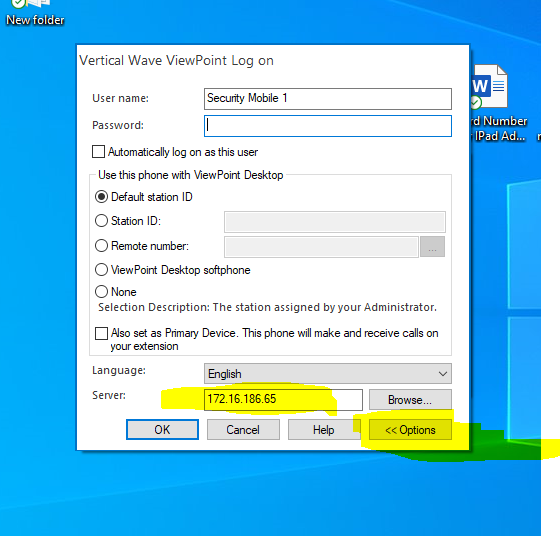 New folder
Vertical Wave ViewPoint Log on
User name:
Security Mobile 1
Password:
Automatically log on as this user
Use this phone with ViewPoint Desktop
Default station ID
Station ID:
Remote number:
...
ViewPoint Desktop softphone
None
Selection Description: The station assigned by your Administrator.
Also set as Primary Device. This phone will make and receive calls on
your extension
Language:
English
Server:
172.16.186.65
Browse...
OK
Cancel
Help
<< Options
W
rd Number
IPad Ad...